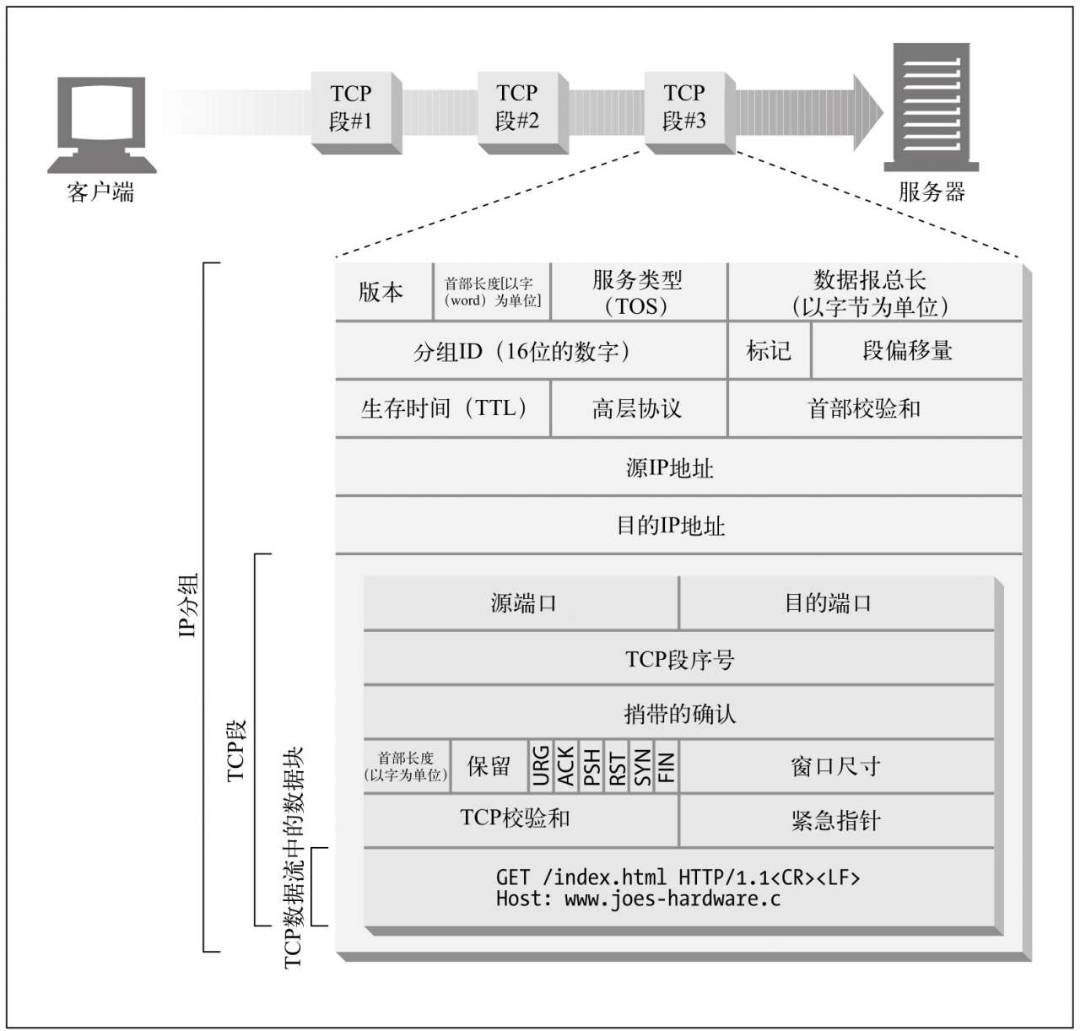 TCP
段#1
TCP
段#2
TCP
段#3
客户端
服务器
版本
首部长度[以字
（word）为单位]
服务类型
（TOS）
数据报总长
（以字节为单位）
分组ID（16位的数字）
标记
段偏移量
生存时间（TTL）
高层协议
首部校验和
源IP地址
目的IP地址
源端口
目的端口
TCP段序号
捎带的确认
首部长度
(以字为单位)
保留
URG
ACK
PSH
RST
SYN
FIN
窗口尺寸
TCP校验和
紧急指针
GET /index.html HTTP/1.1<CR><LF>
Host: www.joes-hardware.c
IP分组
TCP段
TCP数据流中的数据块